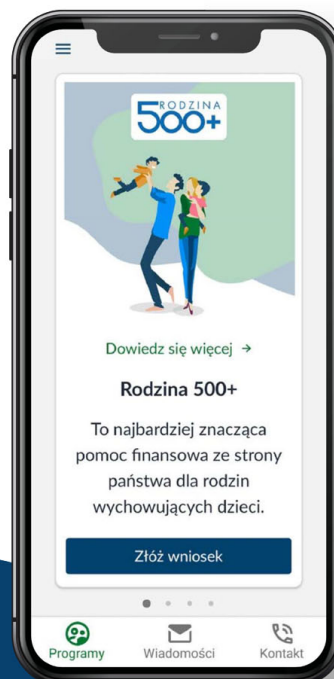 RODZINA
500+
Dowiedz się więcej →
Rodzina 500+
To najbardziej znacząca
pomoc finansowa ze strony
państwa dla rodzin
wychowujących dzieci.
Złóż wniosek
Programy Wiadomości Kontakt